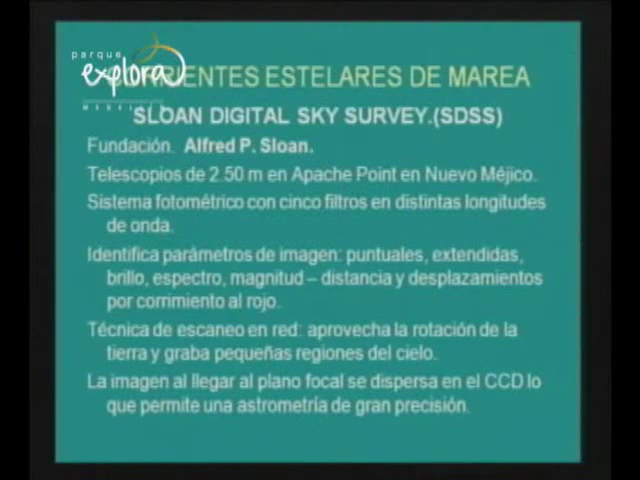 parque
explora
CORRIENTES ESTELARES DE MAREA
SLOAN DIGITAL SKY SURVEY.(SDSS)
Fundación. Alfred P. Sloan.
Telescopios de 2.50 m en Apache Point en Nuevo Méjico.
Sistema fotométrico con cinco filtros en distintas longitudes
de onda.
Identifica parámetros de imagen: puntuales, extendidas,
brillo, espectro, magnitud – distancia y desplazamientos
por corrimiento al rojo.
Técnica de escaneo en red: aprovecha la rotación de la
tierra y graba pequeñas regiones del cielo.
La imagen al llegar al plano focal se dispersa en el CCD lo
que permite una astrometría de gran precisión.